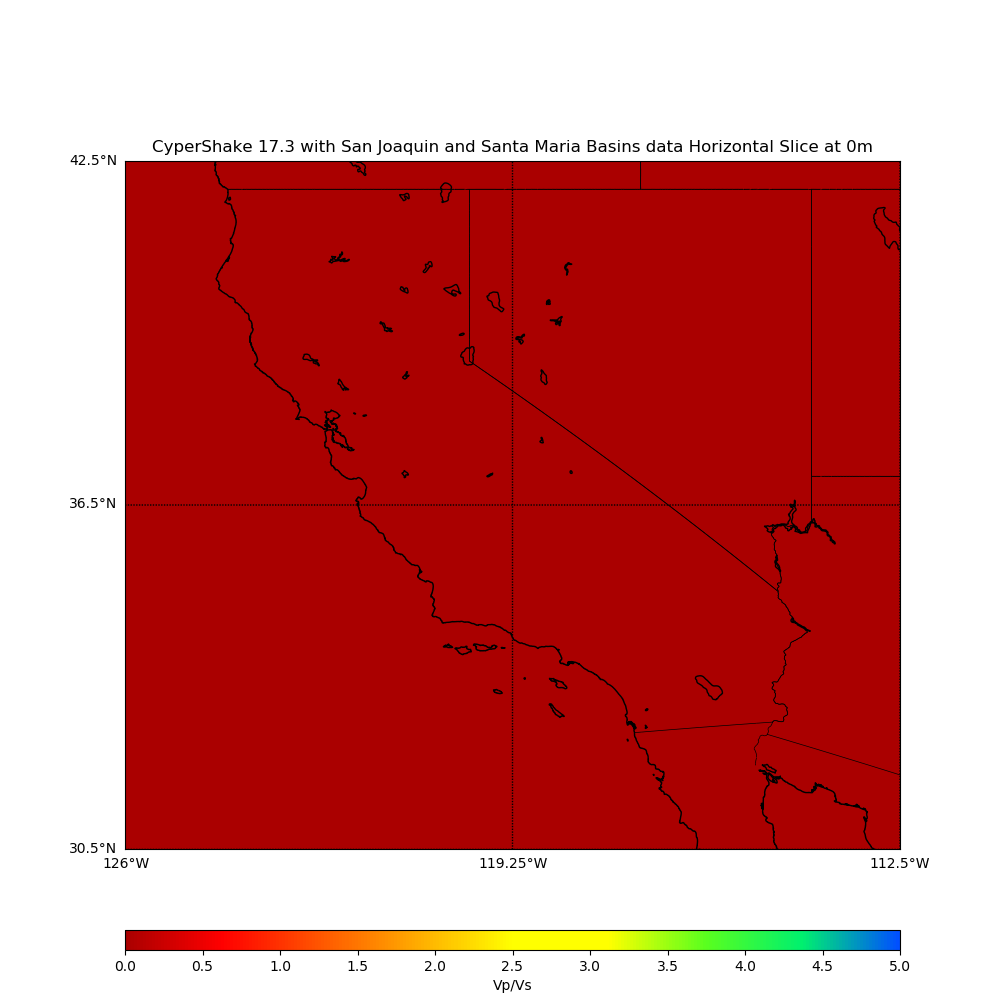 CyperShake 17.3 with San Joaquin and Santa Maria Basins data Horizontal Slice at 0m
42.5°N
36.5°N
30.5°N
126°W 119.25°W 112.5°W
0.0 0.5 1.0 1.5 2.0 2.5 3.0 3.5 4.0 4.5 5.0
Vp/Vs